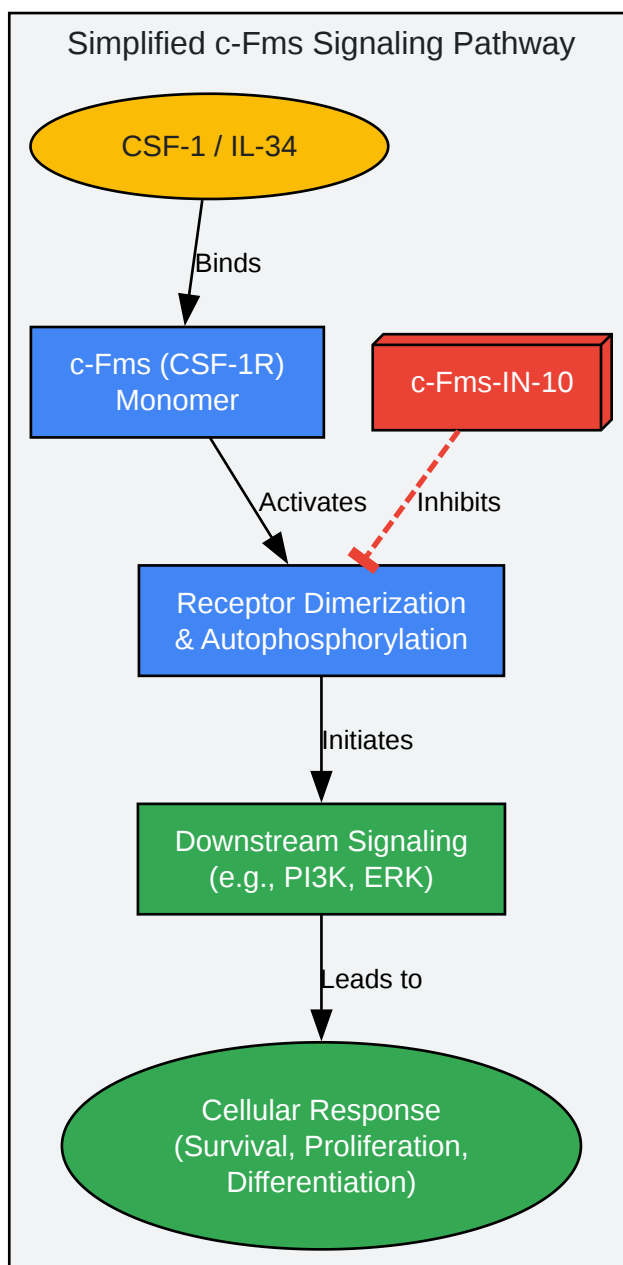 Simplified c-Fms Signaling Pathway
CSF-1 / IL-34
Binds
c-Fms (CSF-1R)
Monomer
c-Fms-IN-10
Activates
Inhibits
Receptor Dimerization
& Autophosphorylation
Initiates
Downstream Signaling
(e.g., PI3K, ERK)
Leads to
Cellular Response
(Survival, Proliferation,
Differentiation)